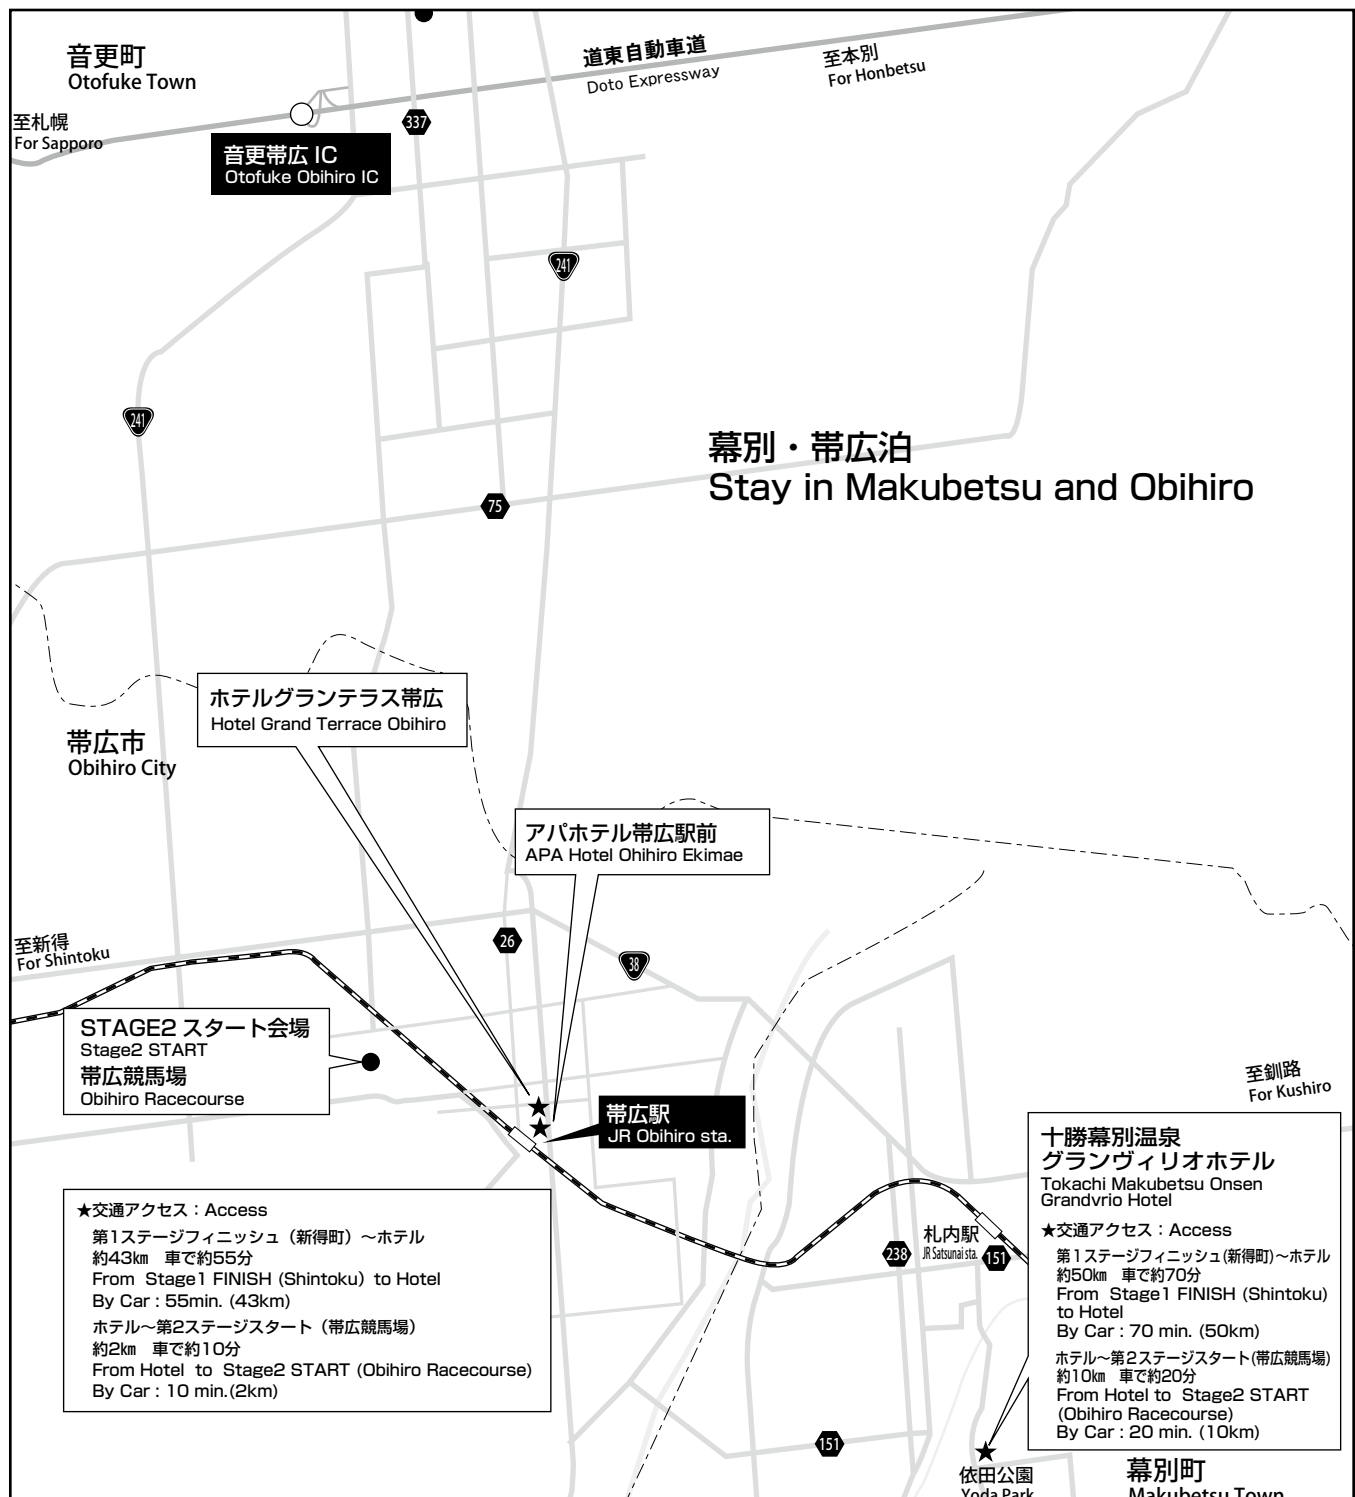 音更町
Otofuke Town
道東自動車道
Doto Expressway
至本別
For Honbetsu
至札幌
For Sapporo
337
音更帯広 IC
Otofuke Obihiro IC
241
241
幕別・帯広泊
Stay in Makubetsu and Obihiro
75
ホテルグランテラス帯広
Hotel Grand Terrace Obihiro
帯広市
Obihiro City
アパホテル帯広駅前
APA Hotel Ohihiro Ekimae
至新得
For Shintoku
26
38
STAGE2 スタート会場
Stage2 START
帯広競馬場
Obihiro Racecourse
至釧路
For Kushiro
帯広駅
JR Obihiro sta.
十勝幕別温泉
グランヴィリオホテル
Tokachi Makubetsu Onsen
Grandvrio Hotel
★交通アクセス：Access
第１ステージフィニッシュ(新得町)～ホテル
約50㎞　車で約70分
From Stage1 FINISH (Shintoku)
to Hotel
By Car : 70 min. (50km)
ホテル～第２ステージスタート(帯広競馬場)
約10㎞　車で約20分
From Hotel to Stage2 START
(Obihiro Racecourse)
By Car : 20 min. (10km)
★交通アクセス：Access
第1ステージフィニッシュ（新得町）～ホテル
約43㎞　車で約55分
From Stage1 FINISH (Shintoku) to Hotel
By Car : 55min. (43km)
ホテル～第2ステージスタート（帯広競馬場）
約2㎞　車で約10分
From Hotel to Stage2 START (Obihiro Racecourse)
By Car : 10 min.(2km)
札内駅
JR Satsunai sta.
238
151
151
依田公園
Yoda Park
幕別町
Makubetsu Town